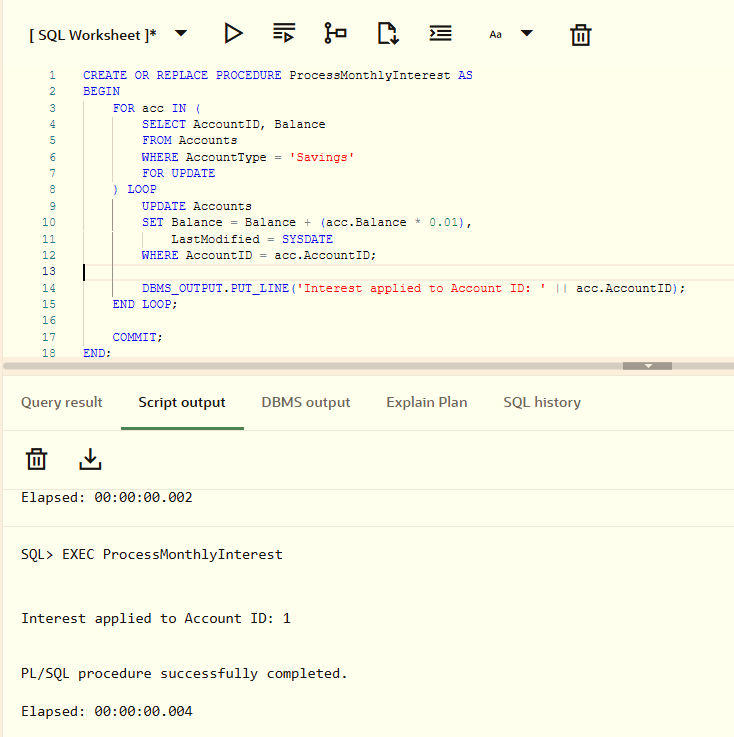 [ SQL Worksheet ]*
Aa
1 CREATE OR REPLACE PROCEDURE ProcessMonthlyInterest AS
2 BEGIN
3 FOR acc IN (
4 SELECT AccountID, Balance
5 FROM Accounts
6 WHERE AccountType = 'Savings'
7 FOR UPDATE
8 ) LOOP
9 UPDATE Accounts
10 SET Balance = Balance + (acc.Balance * 0.01),
11 LastModified = SYSDATE
12 WHERE AccountID = acc.AccountID;
13
14 DBMS_OUTPUT.PUT_LINE('Interest applied to Account ID: ' || acc.AccountID);
15 END LOOP;
16
17 COMMIT;
18 END;
Query result Script output DBMS output Explain Plan SQL history
Elapsed: 00:00:00.002
SQL> EXEC ProcessMonthlyInterest
Interest applied to Account ID: 1
PL/SQL procedure successfully completed.
Elapsed: 00:00:00.004